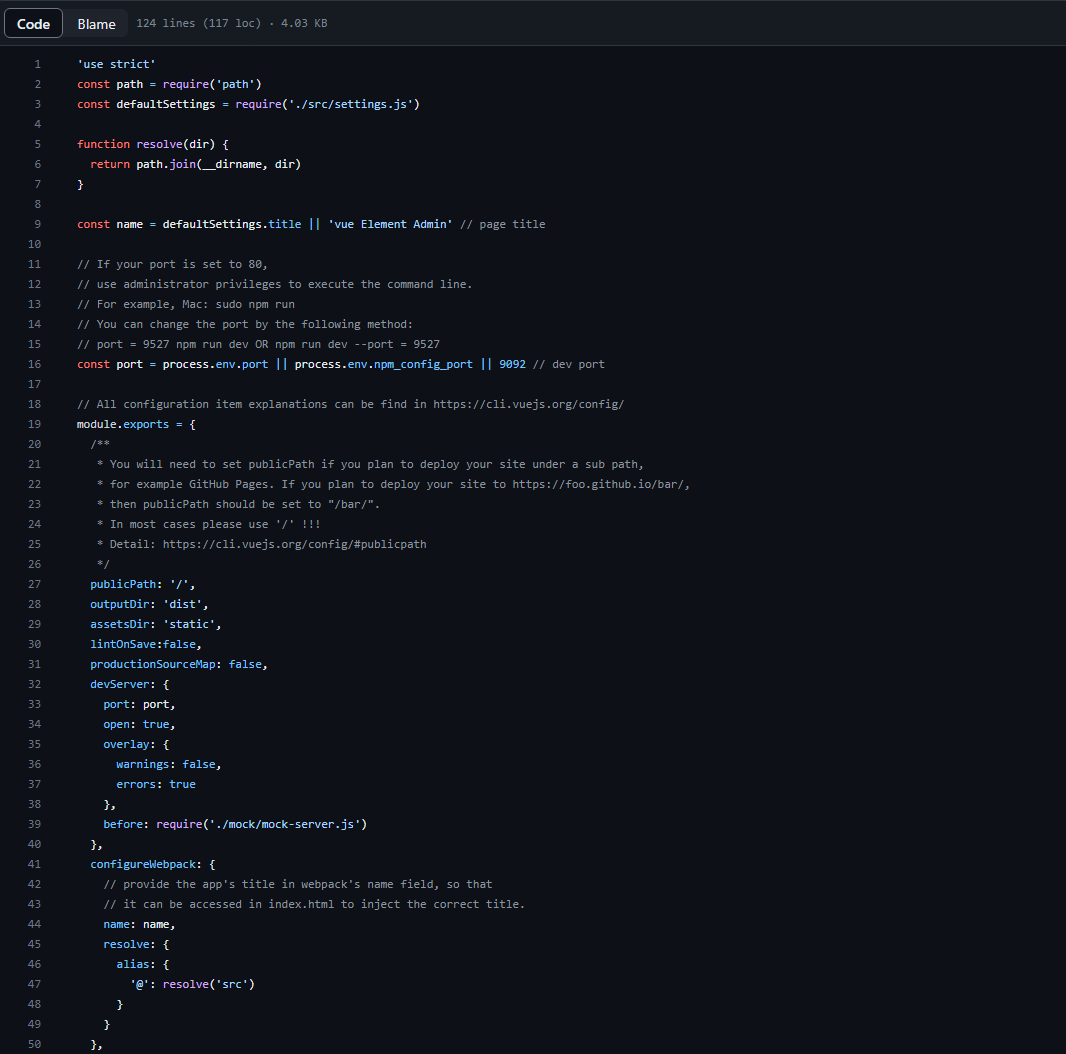 Code Blame 124 lines (117 loc) · 4.03 KB
1 'use strict'
2 const path = require('path')
3 const defaultSettings = require('./src/settings.js')
4
5 function resolve(dir) {
6   return path.join(__dirname, dir)
7 }
8
9 const name = defaultSettings.title || 'vue Element Admin' // page title
10
11 // If your port is set to 80,
12 // use administrator privileges to execute the command line.
13 // For example, Mac: sudo npm run
14 // You can change the port by the following method:
15 // port = 9527 npm run dev OR npm run dev --port = 9527
16 const port = process.env.port || process.env.npm_config_port || 9092 // dev port
17
18 // All configuration item explanations can be find in https://cli.vuejs.org/config/
19 module.exports = {
20   /**
21    * You will need to set publicPath if you plan to deploy your site under a sub path,
22    * for example GitHub Pages. If you plan to deploy your site to https://foo.github.io/bar/,
23    * then publicPath should be set to "/bar/".
24    * In most cases please use '/' !!!
25    * Detail: https://cli.vuejs.org/config/#publicpath
26    */
27   publicPath: '/',
28   outputDir: 'dist',
29   assetsDir: 'static',
30   lintOnSave:false,
31   productionSourceMap: false,
32   devServer: {
33     port: port,
34     open: true,
35     overlay: {
36       warnings: false,
37       errors: true
38     },
39     before: require('./mock/mock-server.js')
40   },
41   configureWebpack: {
42     // provide the app's title in webpack's name field, so that
43     // it can be accessed in index.html to inject the correct title.
44     name: name,
45     resolve: {
46       alias: {
47         '@': resolve('src')
48       }
49     }
50   },